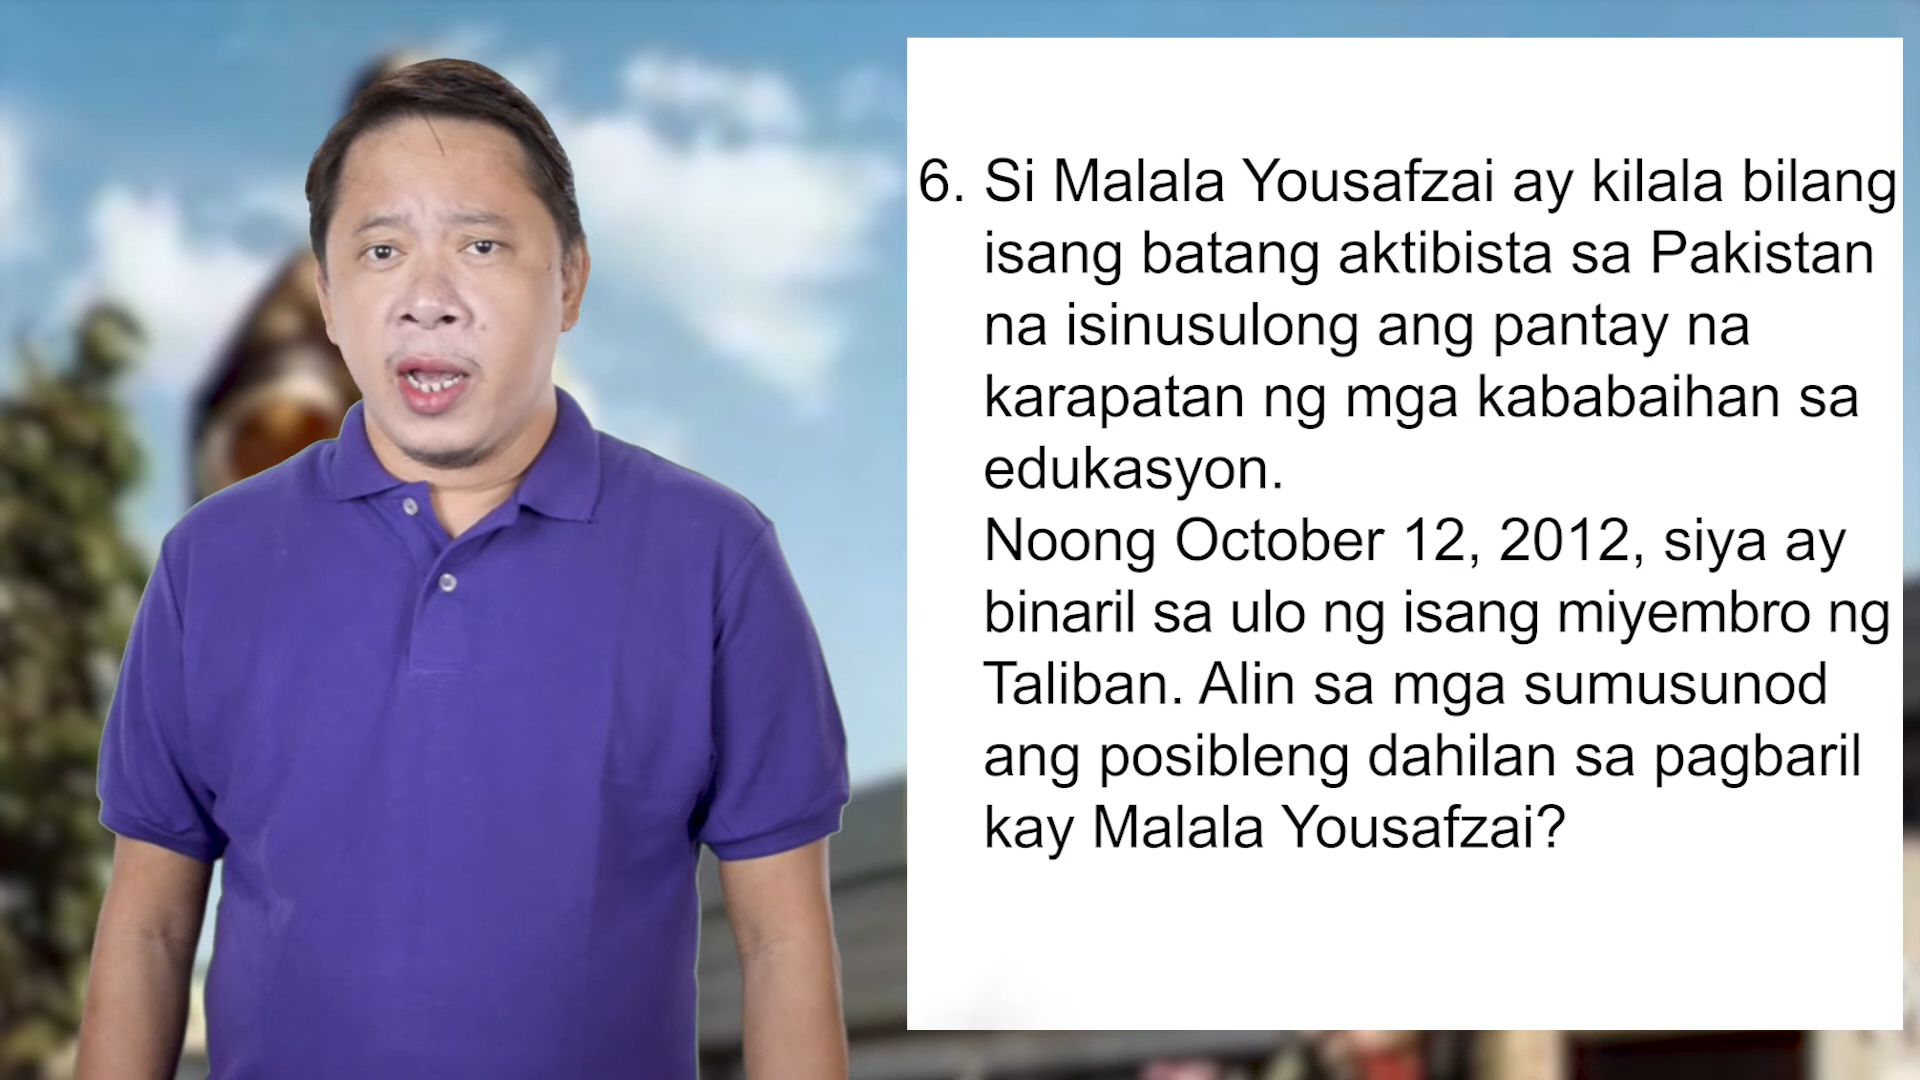 6. Si Malala Yousafzai ay kilala bilang
isang batang aktibista sa Pakistan
na isinusulong ang pantay na
karapatan ng mga kababaihan sa
edukasyon.
Noong October 12, 2012, siya ay
binaril sa ulo ng isang miyembro ng
Taliban. Alin sa mga sumusunod
ang posibleng dahilan sa pagbaril
kay Malala Yousafzai?